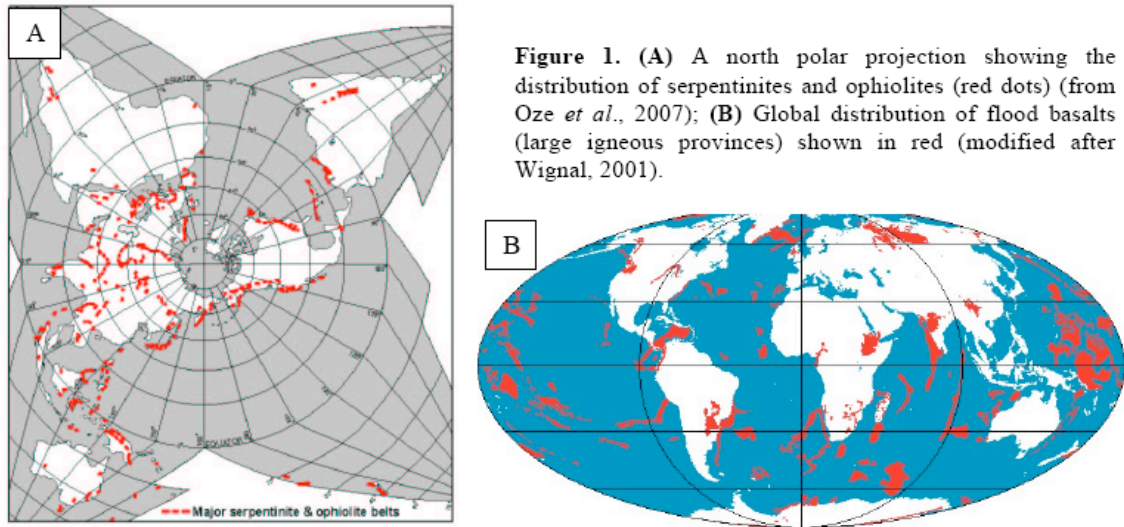 A
Figure 1. (A) A north polar projection showing the
distribution of serpentinites and ophiolites (red dots) (from
Oze et al., 2007); (B) Global distribution of flood basalts
(large igneous provinces) shown in red (modified after
Wignal, 2001).
B
EQUATOR
EQUATOR
Major serpentinite & ophiolite belts